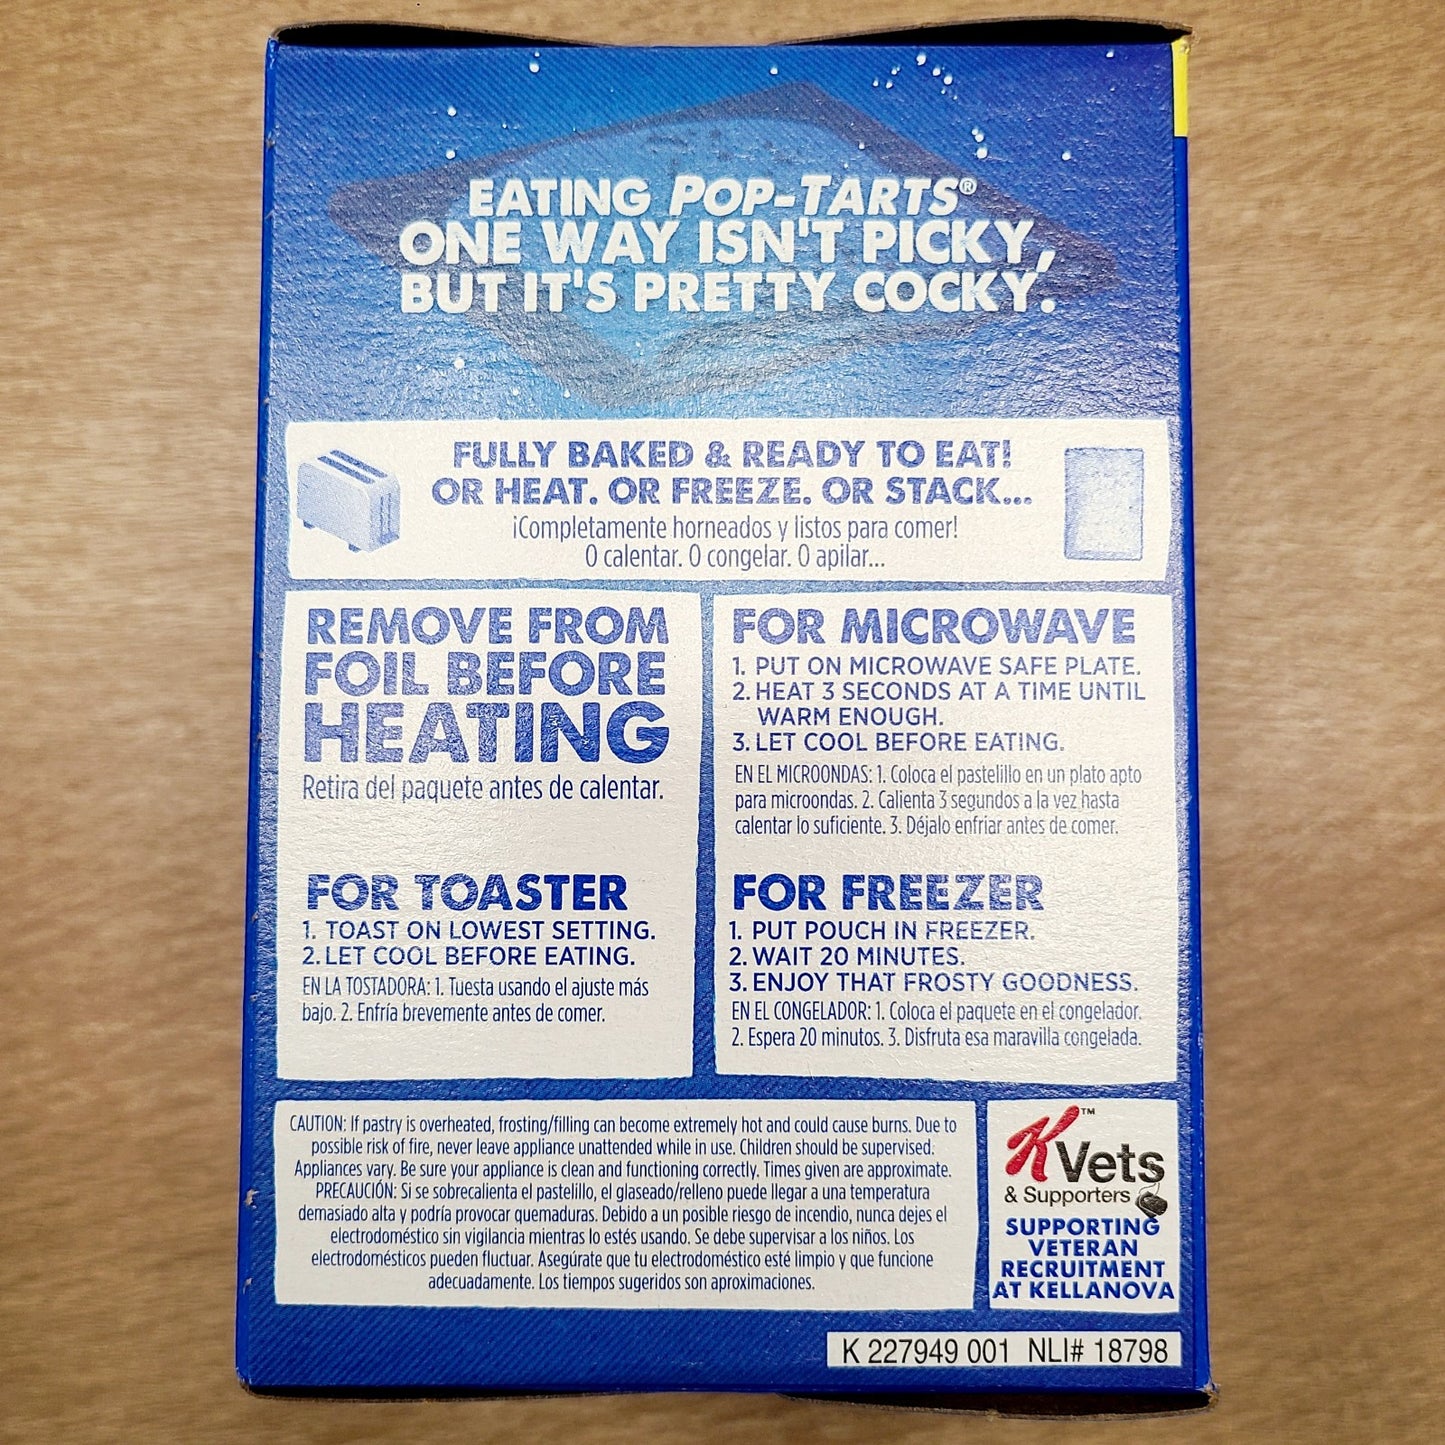 EATING POP-TARTS®
ONE WAY ISN'T PICKY,
BUT IT'S PRETTY COCKY.
FULLY BAKED & READY TO EAT!
OR HEAT. OR FREEZE. OR STACK...
¡Completamente horneados y listos para comer!
O calentar. O congelar. O apilar...
REMOVE FROM
FOIL BEFORE
HEATING
Retira del paquete antes de calentar.
FOR TOASTER
1. TOAST ON LOWEST SETTING.
2. LET COOL BEFORE EATING.
EN LA TOSTADORA: 1. Tuesta usando el ajuste más
bajo. 2. Enfría brevemente antes de comer.
FOR MICROWAVE
1. PUT ON MICROWAVE SAFE PLATE.
2. HEAT 3 SECONDS AT A TIME UNTIL
WARM ENOUGH.
3. LET COOL BEFORE EATING.
EN EL MICROONDAS: 1. Coloca el pastelillo en un plato apto
para microondas. 2. Calienta 3 segundos a la vez hasta
calentar lo suficiente. 3. Déjalo enfriar antes de comer.
FOR FREEZER
1. PUT POUCH IN FREEZER.
2. WAIT 20 MINUTES.
3. ENJOY THAT FROSTY GOODNESS.
EN EL CONGELADOR: 1. Coloca el paquete en el congelador.
2. Espera 20 minutos. 3. Disfruta esa maravilla congelada.
CAUTION: If pastry is overheated, frosting/filling can become extremely hot and could cause burns. Due to
possible risk of fire, never leave appliance unattended while in use. Children should be supervised.
Appliances vary. Be sure your appliance is clean and functioning correctly. Times given are approximate.
PRECAUCIÓN: Si se sobrecalienta el pastelillo, el glaseado/relleno puede llegar a una temperatura
demasiado alta y podría provocar quemaduras. Debido a un posible riesgo de incendio, nunca dejes el
electrodoméstico sin vigilancia mientras lo estés usando. Se debe supervisar a los niños. Los
electrodomésticos pueden fluctuar. Asegúrate que tu electrodoméstico esté limpio y que funcione
adecuadamente. Los tiempos sugeridos son aproximaciones.
K™ Vets
& Supporters
SUPPORTING
VETERAN
RECRUITMENT
AT KELLANOVA
K 227949 001 NLI# 18798